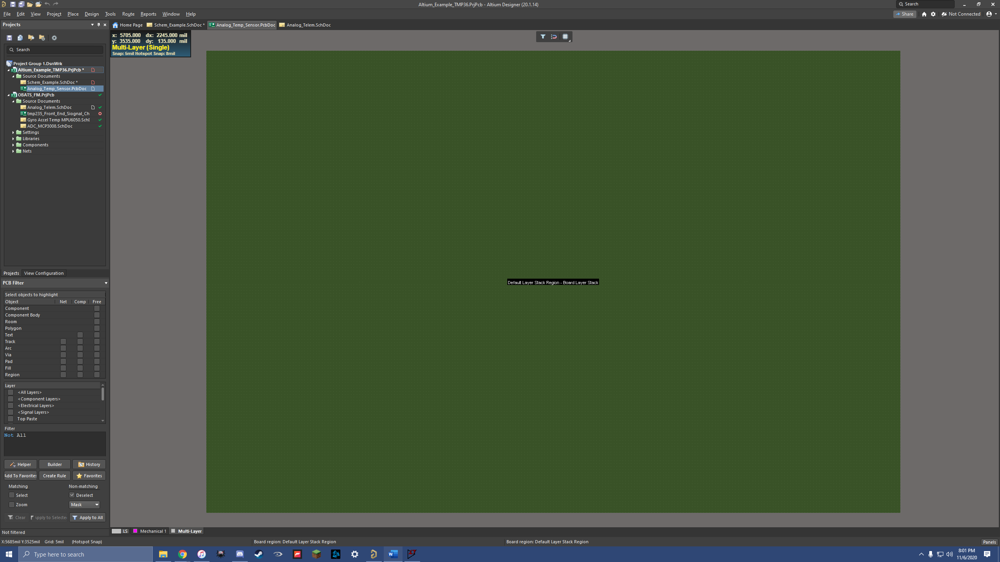 Altium_Example_TMP36.PrjPcb - Altium Designer (20.1.14)
Search
File Edit View Project Place Design Tools Route Reports Window Help
Share
Not Connected
Projects
Home Page
Schem_Example.SchDoc *
Analog_Temp_Sensor.PcbDoc
Analog_Telem.SchDoc
x: 5705.000 dx: 2245.000 mil
y: 3535.000 dy: 135.000 mil
Multi-Layer (Single)
Snap: 5mil Hotspot Snap: 8mil
Search
Project Group 1.DsnWrk
Altium_Example_TMP36.PrjPcb *
Source Documents
Schem_Example.SchDoc *
Analog_Temp_Sensor.PcbDoc
OBATS_FM.PrjPcb
Source Documents
Analog_Telem.SchDoc
tmp235_Front_End_Siognal_Ch
Gyro Accel Temp MPU6050.Sch
ADC_MCP3008.SchDoc
Settings
Libraries
Components
Nets
Default Layer Stack Region - Board Layer Stack
Projects View Configuration
PCB Filter
Select objects to highlight
Object Net Comp Free
Component
Component Body
Room
Polygon
Text
Track
Arc
Via
Pad
Fill
Region
Layer
<All Layers>
<Component Layers>
<Electrical Layers>
<Signal Layers>
Top Paste
Filter
Not All
Helper Builder History
Add To Favorites Create Rule Favorites
Matching Non-matching
Select Deselect
Zoom Mask
Clear Apply to Selecte Apply to All
Not filtered
LS Mechanical 1 Multi-Layer
X:5685mil Y:3525mil Grid: 5mil (Hotspot Snap)
Board region: Default Layer Stack Region
Board region: Default Layer Stack Region
Panels
Type here to search
8:01 PM
11/6/2020